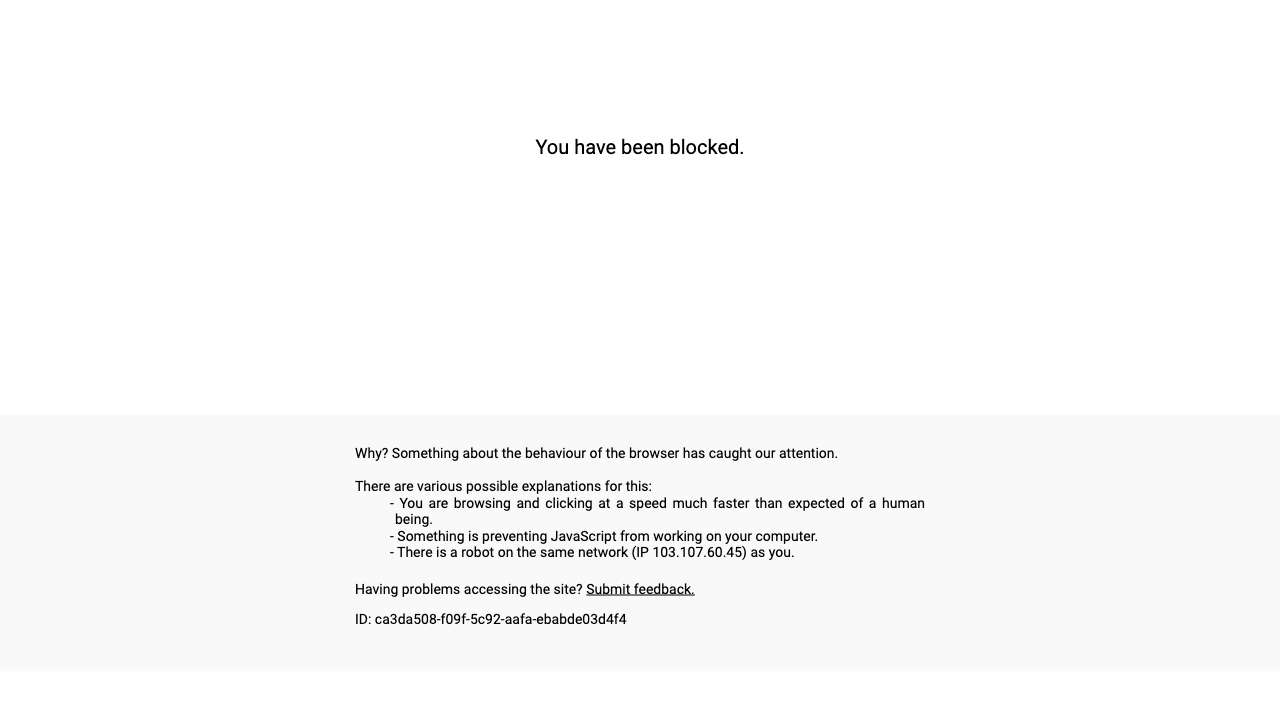 You have been blocked.
Why? Something about the behaviour of the browser has caught our attention.
There are various possible explanations for this:
- You are browsing and clicking at a speed much faster than expected of a human
being.
- Something is preventing JavaScript from working on your computer.
- There is a robot on the same network (IP 103.107.60.45) as you.
Having problems accessing the site? Submit feedback.
ID: ca3da508-f09f-5c92-aafa-ebabde03d4f4